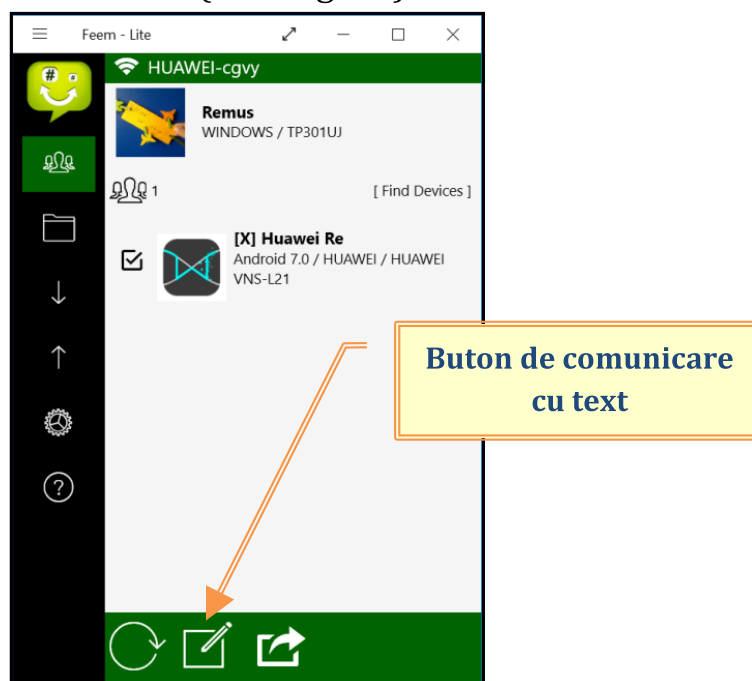 Feem - Lite
HUAWEI-cgvy
Remus
WINDOWS / TP301UJ
1
[ Find Devices ]
[X] Huawei Re
Android 7.0 / HUAWEI / HUAWEI
VNS-L21
Buton de comunicare
cu text